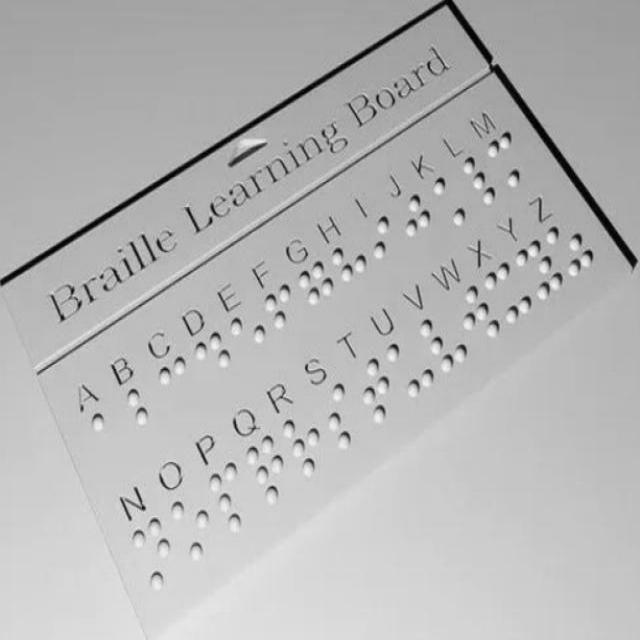 Braille Learning Board
A B C D E F G H I J K L M
N O P Q R S T U V W X Y Z